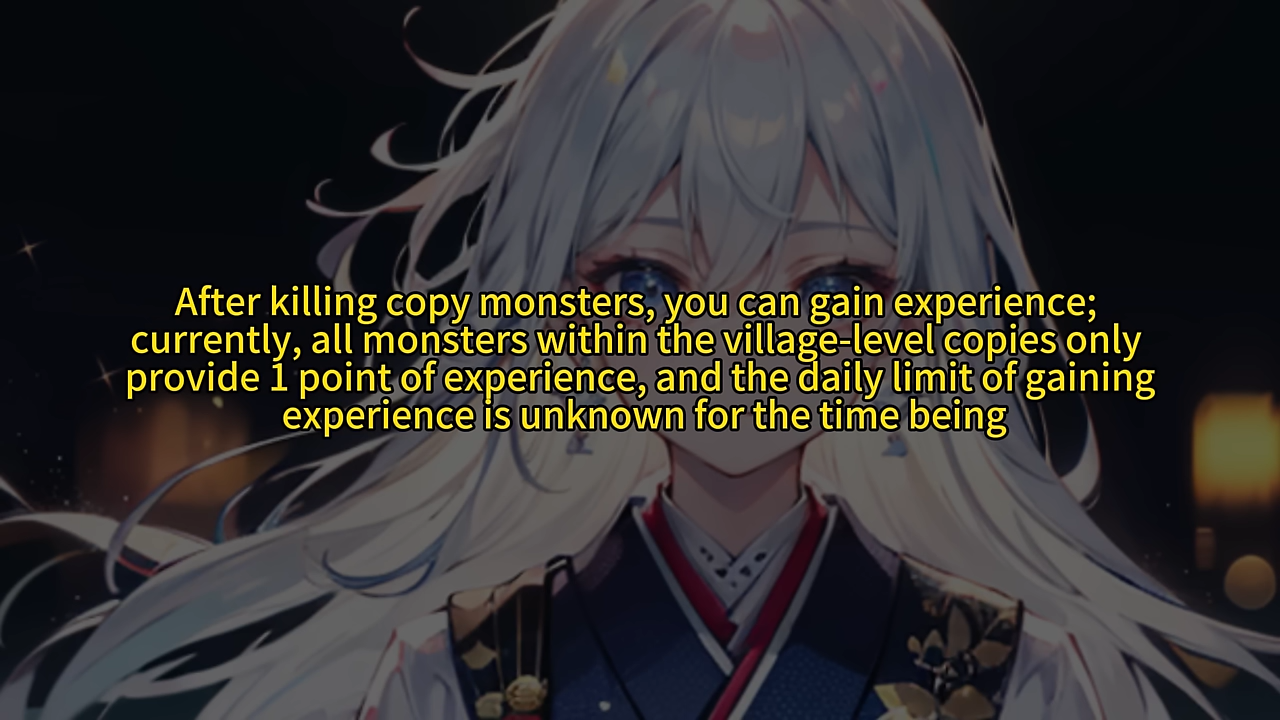 After killing copy monsters, you can gain experience;
currently, all monsters within the village-level copies only
provide 1 point of experience, and the daily limit of gaining
experience is unknown for the time being